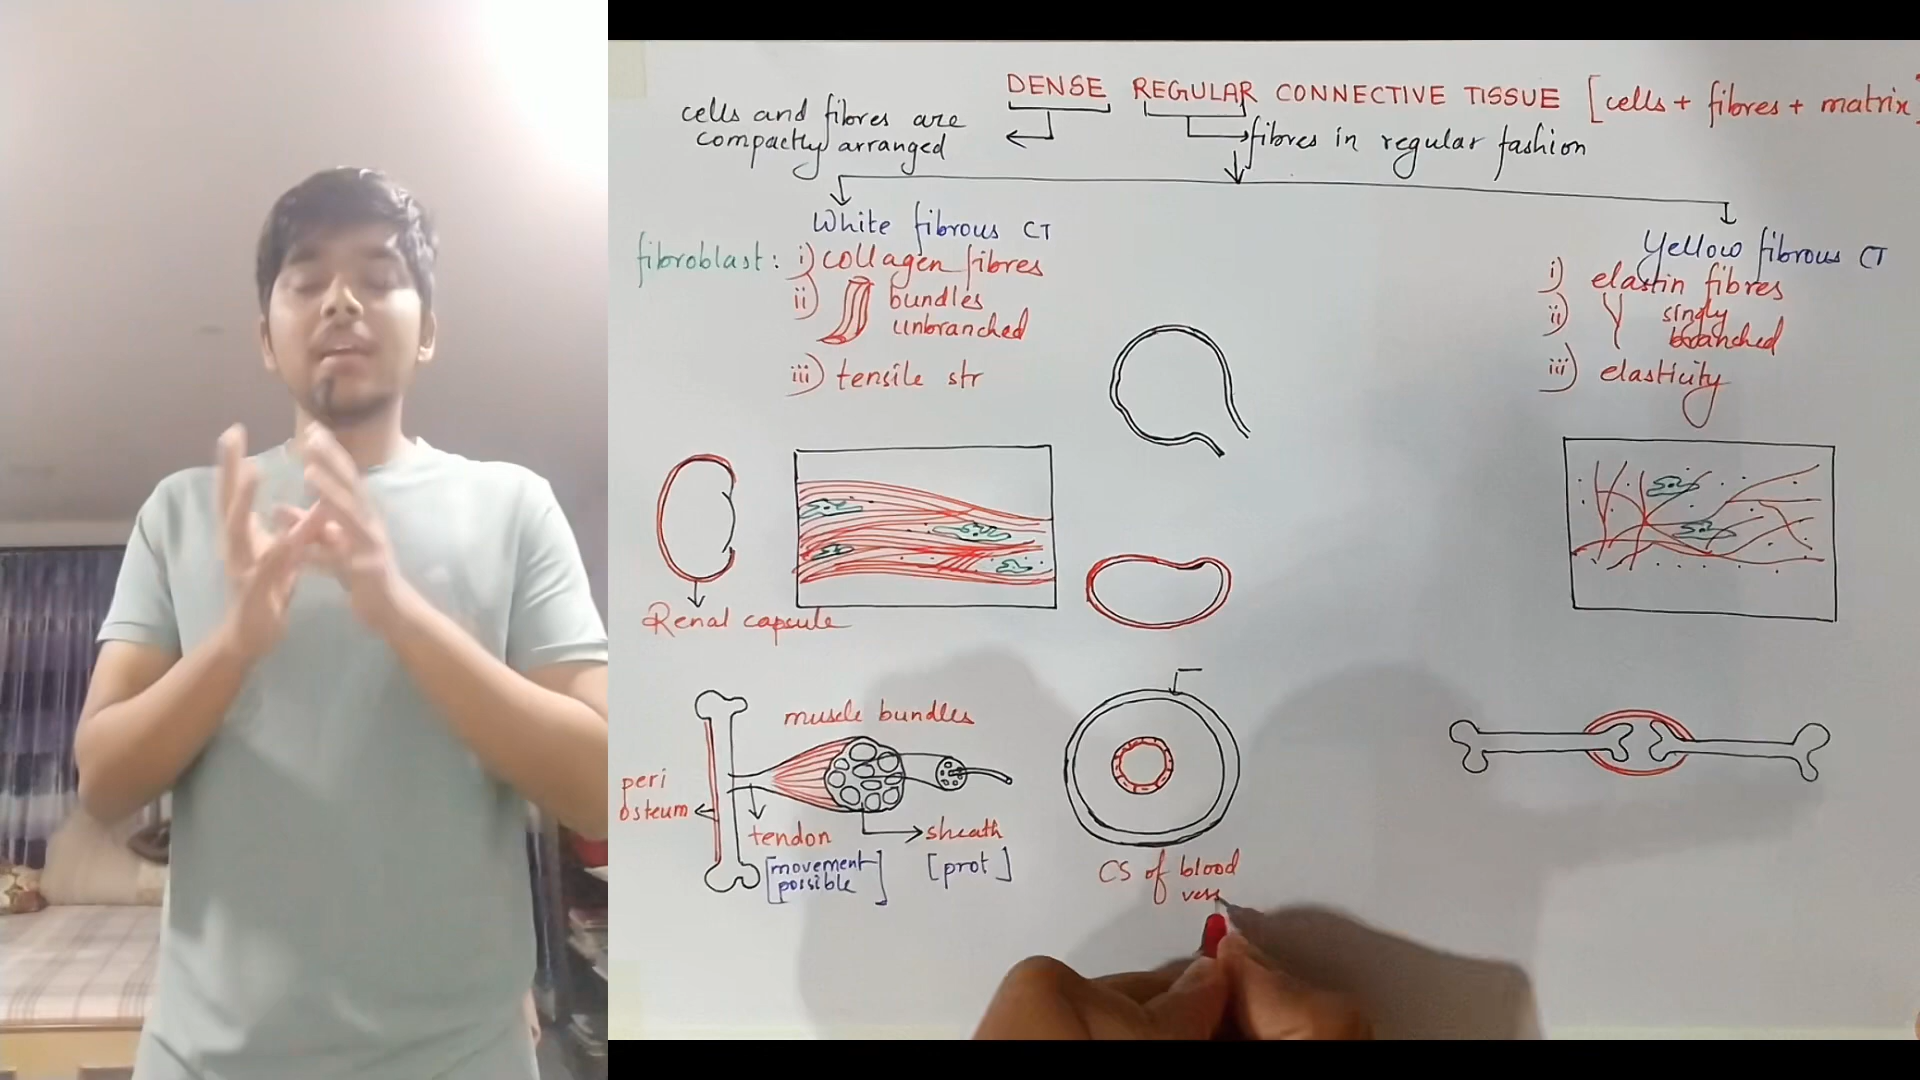 DENSE REGULAR CONNECTIVE TISSUE [cells + fibres + matrix]
cells and fibres are
compactly arranged
fibres in regular fashion
White fibrous CT
fibroblast: i) collagen fibres
ii) bundles
unbranched
iii) tensile str
Yellow fibrous CT
i) elastin fibres
ii) singly
branched
iii) elasticity
Renal capsule
muscle bundles
peri
osteum
tendon
[movement
possible]
sheath
[prot]
CS of blood
vess